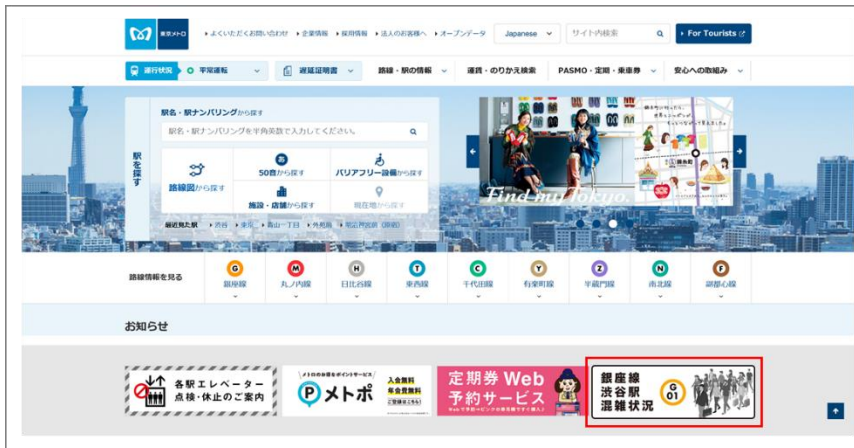 東京メトロ
よくいただくお問い合わせ
企業情報
採用情報
法人のお客様へ
オープンデータ
Japanese
サイト内検索
For Tourists
運行状況
平常運転
遅延証明書
路線・駅の情報
運賃・のりかえ検索
PASMO・定期・乗車券
安心への取組み
駅を探す
駅名・駅ナンバリングから探す
駅名・駅ナンバリングを半角英数で入力してください。
路線図から探す
あ
50音から探す
バリアフリー設備から探す
施設・店舗から探す
現在地から探す
最近見た駅
渋谷
青山一丁目
外苑前
明治神宮前〈原宿〉
Find my Tokyo.
路線情報を見る
G
銀座線
M
丸ノ内線
H
日比谷線
T
東西線
C
千代田線
Y
有楽町線
Z
半蔵門線
N
南北線
F
副都心線
お知らせ
各駅エレベーター
点検・休止のご案内
メトロのお得なポイントサービス
P メトポ
入会無料
年会費無料
ご登録はこちら!
定期券 Web
予約サービス
銀座線
渋谷駅
混雑状況
G
01